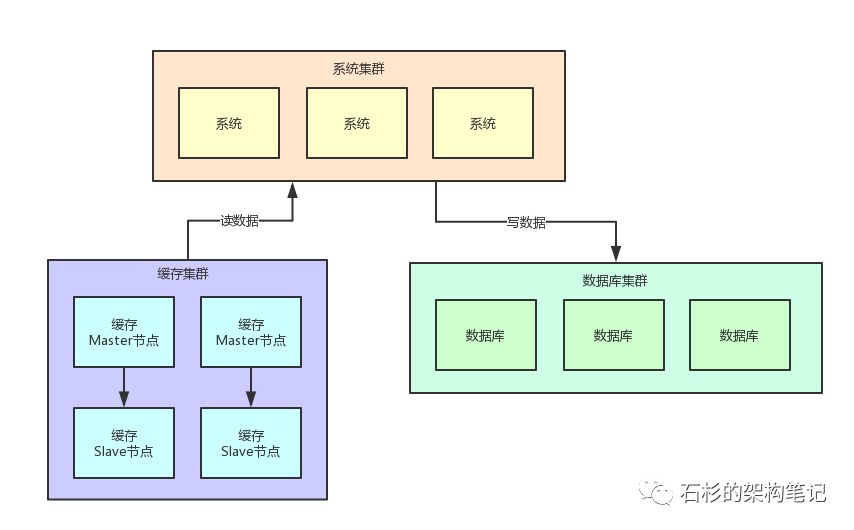 系统集群
系统
系统
系统
读数据
写数据
缓存集群
缓存
Master节点
缓存
Master节点
缓存
Slave节点
缓存
Slave节点
数据库集群
数据库
数据库
数据库
石杉的架构笔记